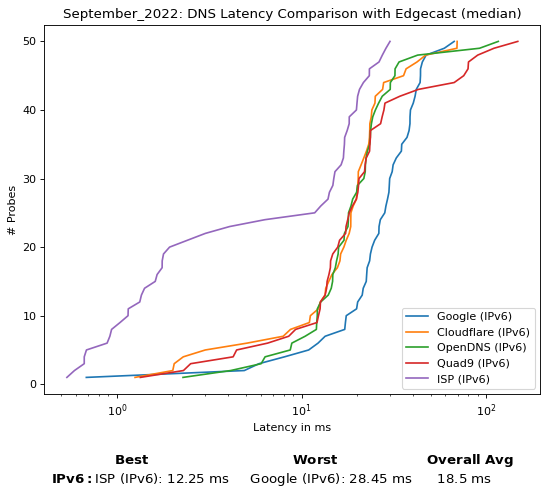 September_2022: DNS Latency Comparison with Edgecast (median)
50
40
30
20
10
0
# Probes
10⁰ 10¹ 10²
Latency in ms
Google (IPv6)
Cloudflare (IPv6)
OpenDNS (IPv6)
Quad9 (IPv6)
ISP (IPv6)
Best Worst Overall Avg
IPv6: ISP (IPv6): 12.25 ms Google (IPv6): 28.45 ms 18.5 ms